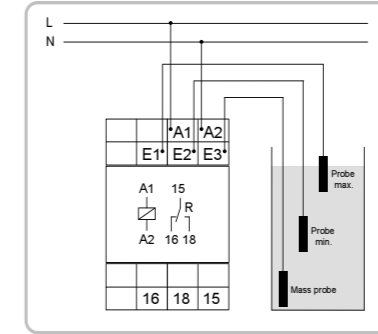 L
N
A1 A2
E1 E2 E3
A1 15
R
A2 16 18
16 18 15
Probe
max.
Probe
min.
Mass probe